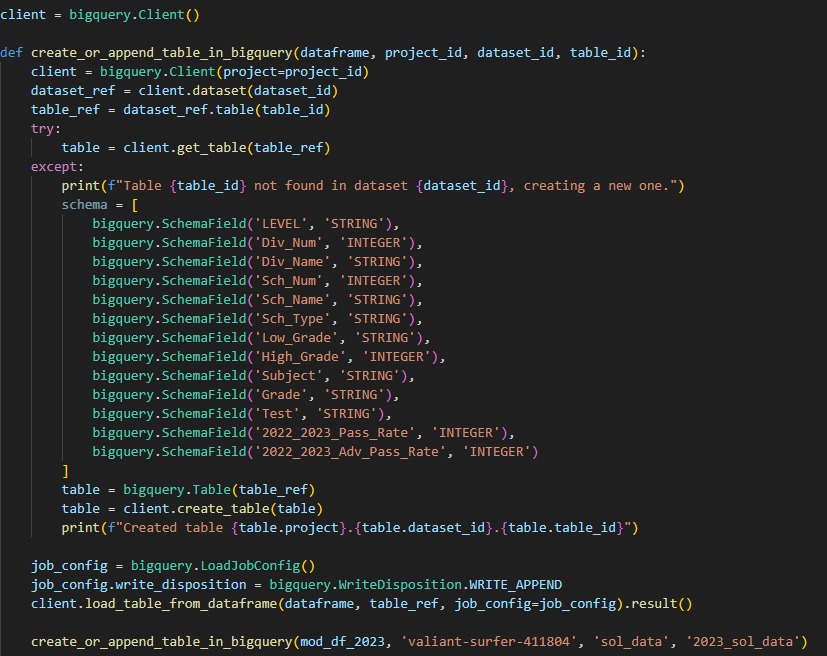 client = bigquery.Client()
def create_or_append_table_in_bigquery(dataframe, project_id, dataset_id, table_id):
    client = bigquery.Client(project=project_id)
    dataset_ref = client.dataset(dataset_id)
    table_ref = dataset_ref.table(table_id)
    try:
        table = client.get_table(table_ref)
    except:
        print(f"Table {table_id} not found in dataset {dataset_id}, creating a new one.")
        schema = [
            bigquery.SchemaField('LEVEL', 'STRING'),
            bigquery.SchemaField('Div_Num', 'INTEGER'),
            bigquery.SchemaField('Div_Name', 'STRING'),
            bigquery.SchemaField('Sch_Num', 'INTEGER'),
            bigquery.SchemaField('Sch_Name', 'STRING'),
            bigquery.SchemaField('Sch_Type', 'STRING'),
            bigquery.SchemaField('Low_Grade', 'STRING'),
            bigquery.SchemaField('High_Grade', 'INTEGER'),
            bigquery.SchemaField('Subject', 'STRING'),
            bigquery.SchemaField('Grade', 'STRING'),
            bigquery.SchemaField('Test', 'STRING'),
            bigquery.SchemaField('2022_2023_Pass_Rate', 'INTEGER'),
            bigquery.SchemaField('2022_2023_Adv_Pass_Rate', 'INTEGER')
        ]
        table = bigquery.Table(table_ref)
        table = client.create_table(table)
        print(f"Created table {table.project}.{table.dataset_id}.{table.table_id}")
    job_config = bigquery.LoadJobConfig()
    job_config.write_disposition = bigquery.WriteDisposition.WRITE_APPEND
    client.load_table_from_dataframe(dataframe, table_ref, job_config=job_config).result()
    create_or_append_table_in_bigquery(mod_df_2023, 'valiant-surfer-411804', 'sol_data', '2023_sol_data')